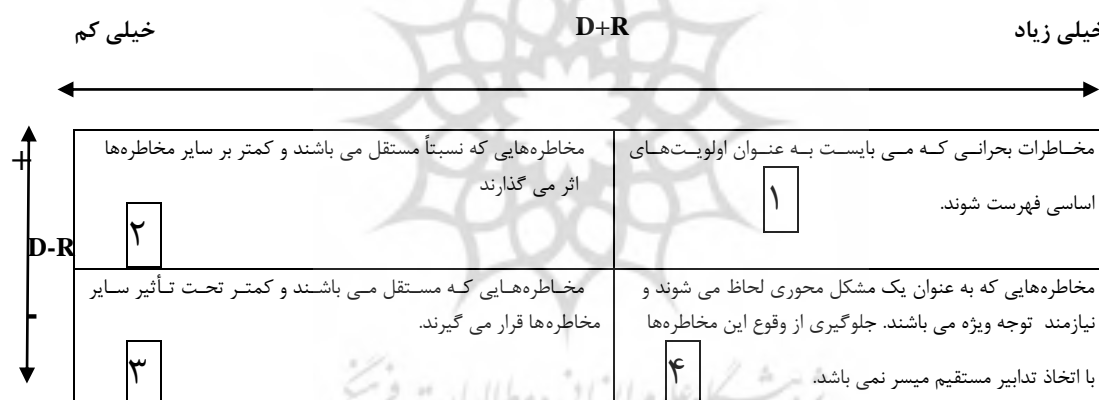 خیلی زیاد D+R خیلی کم
مخاطرات بحرانی که می بایست به عنوان اولویت‌های
اساسی فهرست شوند.
۱
مخاطره‌هایی که نسبتاً مستقل می باشند و کمتر بر سایر مخاطره‌ها
اثر می گذارند
۲
+
D-R
-
مخاطره‌هایی که به عنوان یک مشکل محوری لحاظ می شوند و
نیازمند توجه ویژه می باشند. جلوگیری از وقوع این مخاطره‌ها
با اتخاذ تدابیر مستقیم میسر نمی باشد.
۴
مخاطره‌هایی که مستقل می باشند و کمتر تحت تأثیر سایر
مخاطره‌ها قرار می گیرند.
۳